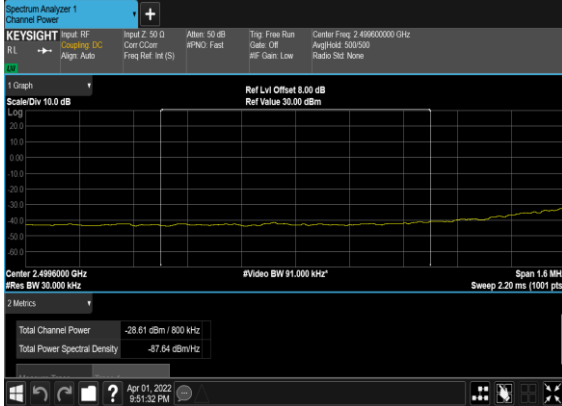 Spectrum Analyzer 1
Channel Power
+
KEYSIGHT
RL
Input: RF
Coupling: DC
Align: Auto
Input Z: 50 Ω
Corr CCorr
Freq Ref: Int (S)
Atten: 50 dB
#PNO: Fast
Trig: Free Run
Gate: Off
#IF Gain: Low
Center Freq: 2.499600000 GHz
Avg|Hold: 500/500
Radio Std: None
1 Graph
Scale/Div 10.0 dB
Ref Lvl Offset 8.00 dB
Ref Value 30.00 dBm
Log
20.0
10.0
0.00
-10.0
-20.0
-30.0
-40.0
-50.0
-60.0
Center 2.4996000 GHz
#Video BW 91.000 kHz*
Span 1.6 MH
#Res BW 30.000 kHz
Sweep 2.20 ms (1001 pts
2 Metrics
Total Channel Power -28.61 dBm / 800 kHz
Total Power Spectral Density -87.64 dBm/Hz
?
Apr 01, 2022
9:51:32 PM